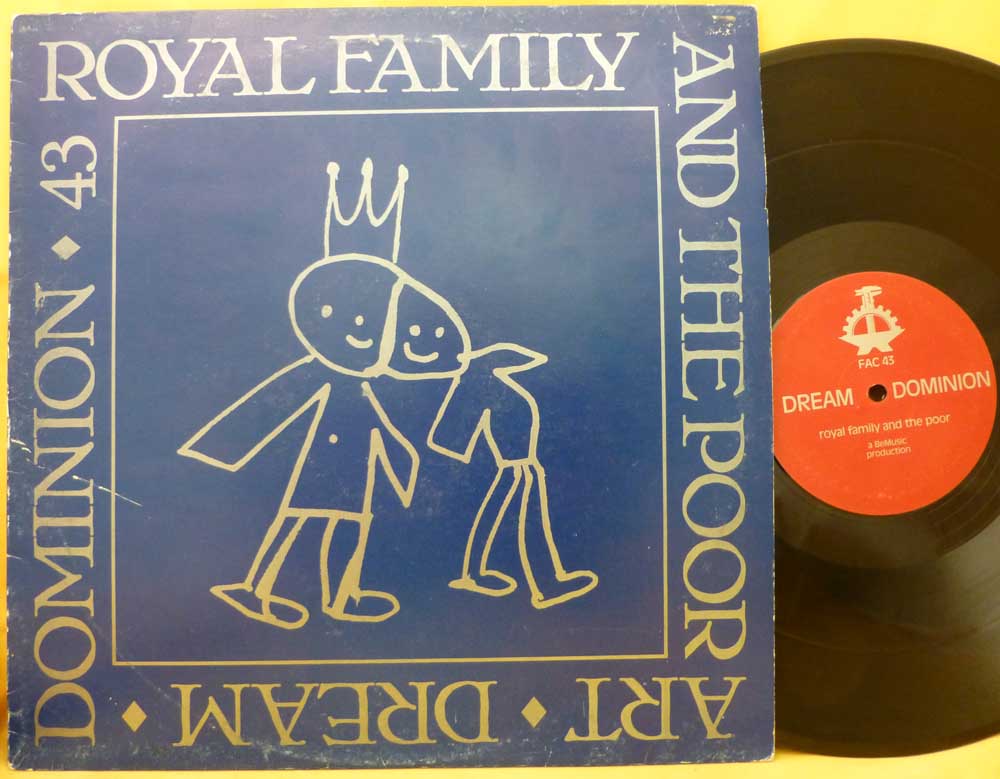 ROYAL FAMILY
AND THE POOR
ART ♦ DREAM ♦
DOMINION ♦ 43
FAC 43
DREAM DOMINION
royal family and the poor
a BeMusic
production